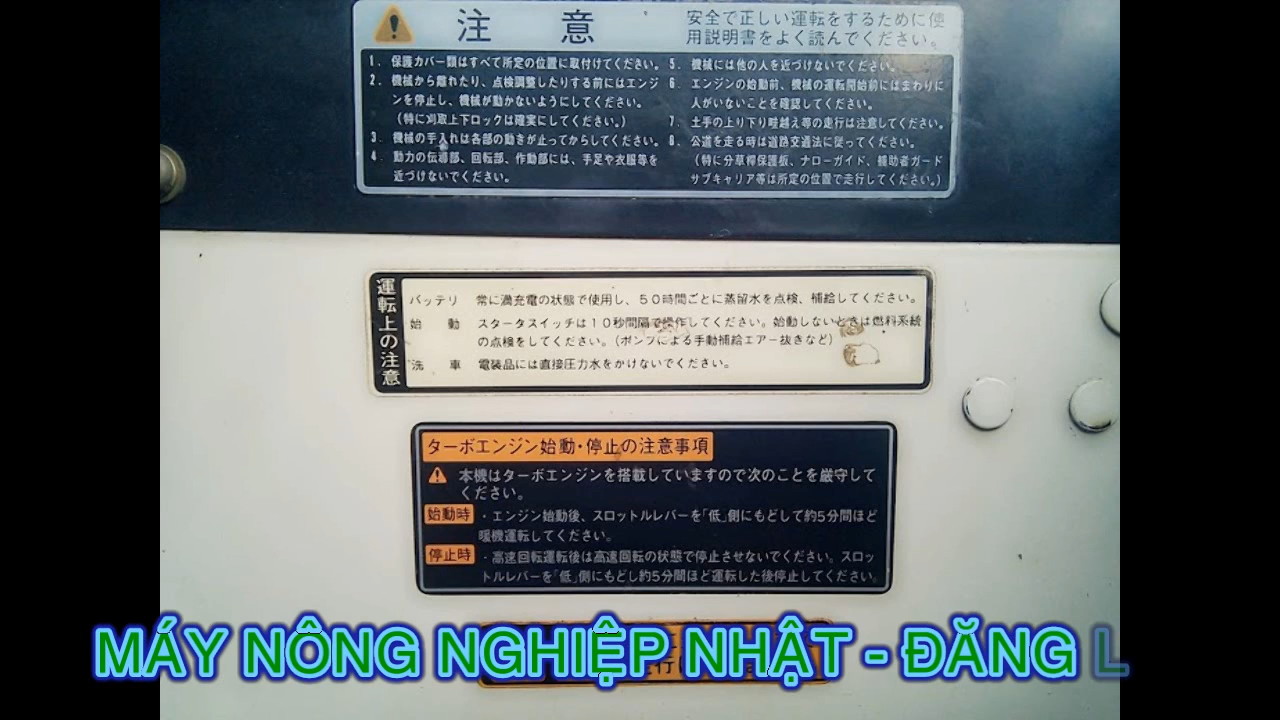 注 意
安全で正しい運転をするために使
用説明書をよく読んでください。
1. 保護カバー類はすべて所定の位置に取付けてください。
2. 機械から離れたり、点検調整したりする前にはエンジ
ンを停止し、機械が動かないようにしてください。
(特に刈取上下ロックは確実にしてください。)
3. 機械の手入れは各部の動きが止ってからしてください。
4. 動力の伝導部、回転部、作動部には、手足や衣服等を
近づけないでください。
5. 機械には他の人を近づけないでください。
6. エンジンの始動前、機械の運転開始前にはまわりに
人がいないことを確認してください。
7. 土手の上り下り畦越え等の走行は注意してください。
8. 公道を走る時は道路交通法に従ってください。
(特に分草桿保護板、ナローガイド、補助者ガード
サブキャリア等は所定の位置で走行してください。)
運転上の注意
バッテリ 常に満充電の状態で使用し、50時間ごとに蒸留水を点検、補給してください。
始 動 スタータスイッチは10秒間隔で操作してください。始動しないときは燃料系統
の点検をしてください。(ポンプによる手動補給エアー抜きなど)
洗 車 電装品には直接圧力水をかけないでください。
ターボエンジン始動・停止の注意事項
本機はターボエンジンを搭載していますので次のことを厳守して
ください。
始動時 ・エンジン始動後、スロットルレバーを「低」側にもどして約5分間ほど
暖機運転してください。
停止時 ・高速回転運転後は高速回転の状態で停止させないでください。スロッ
トルレバーを「低」側にもどし約5分間ほど運転した後停止してください。
MÁY NÔNG NGHIỆP NHẬT - ĐĂNG L